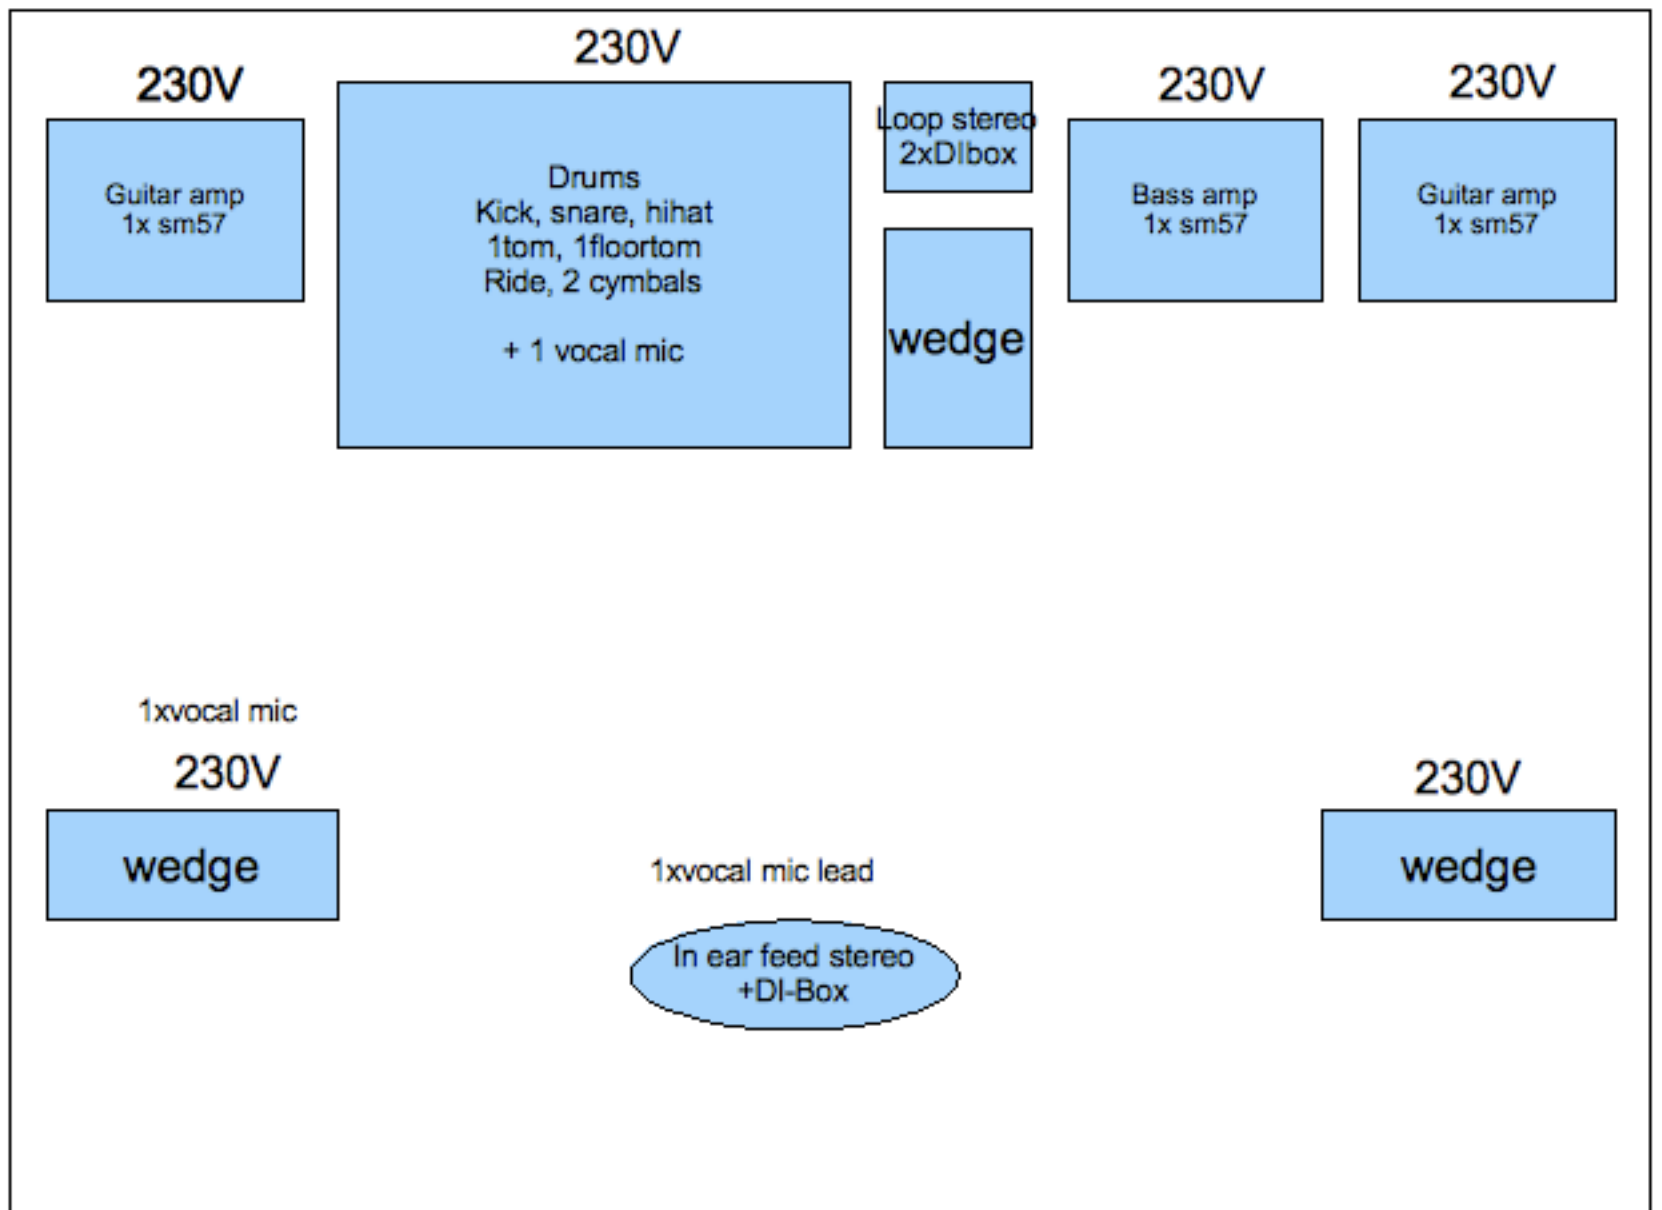 230V
230V
230V
230V
Guitar amp
1x sm57
Drums
Kick, snare, hihat
1tom, 1floortom
Ride, 2 cymbals
+ 1 vocal mic
Loop stereo
2xDIbox
wedge
Bass amp
1x sm57
Guitar amp
1x sm57
1xvocal mic
230V
wedge
1xvocal mic lead
In ear feed stereo
+DI-Box
230V
wedge